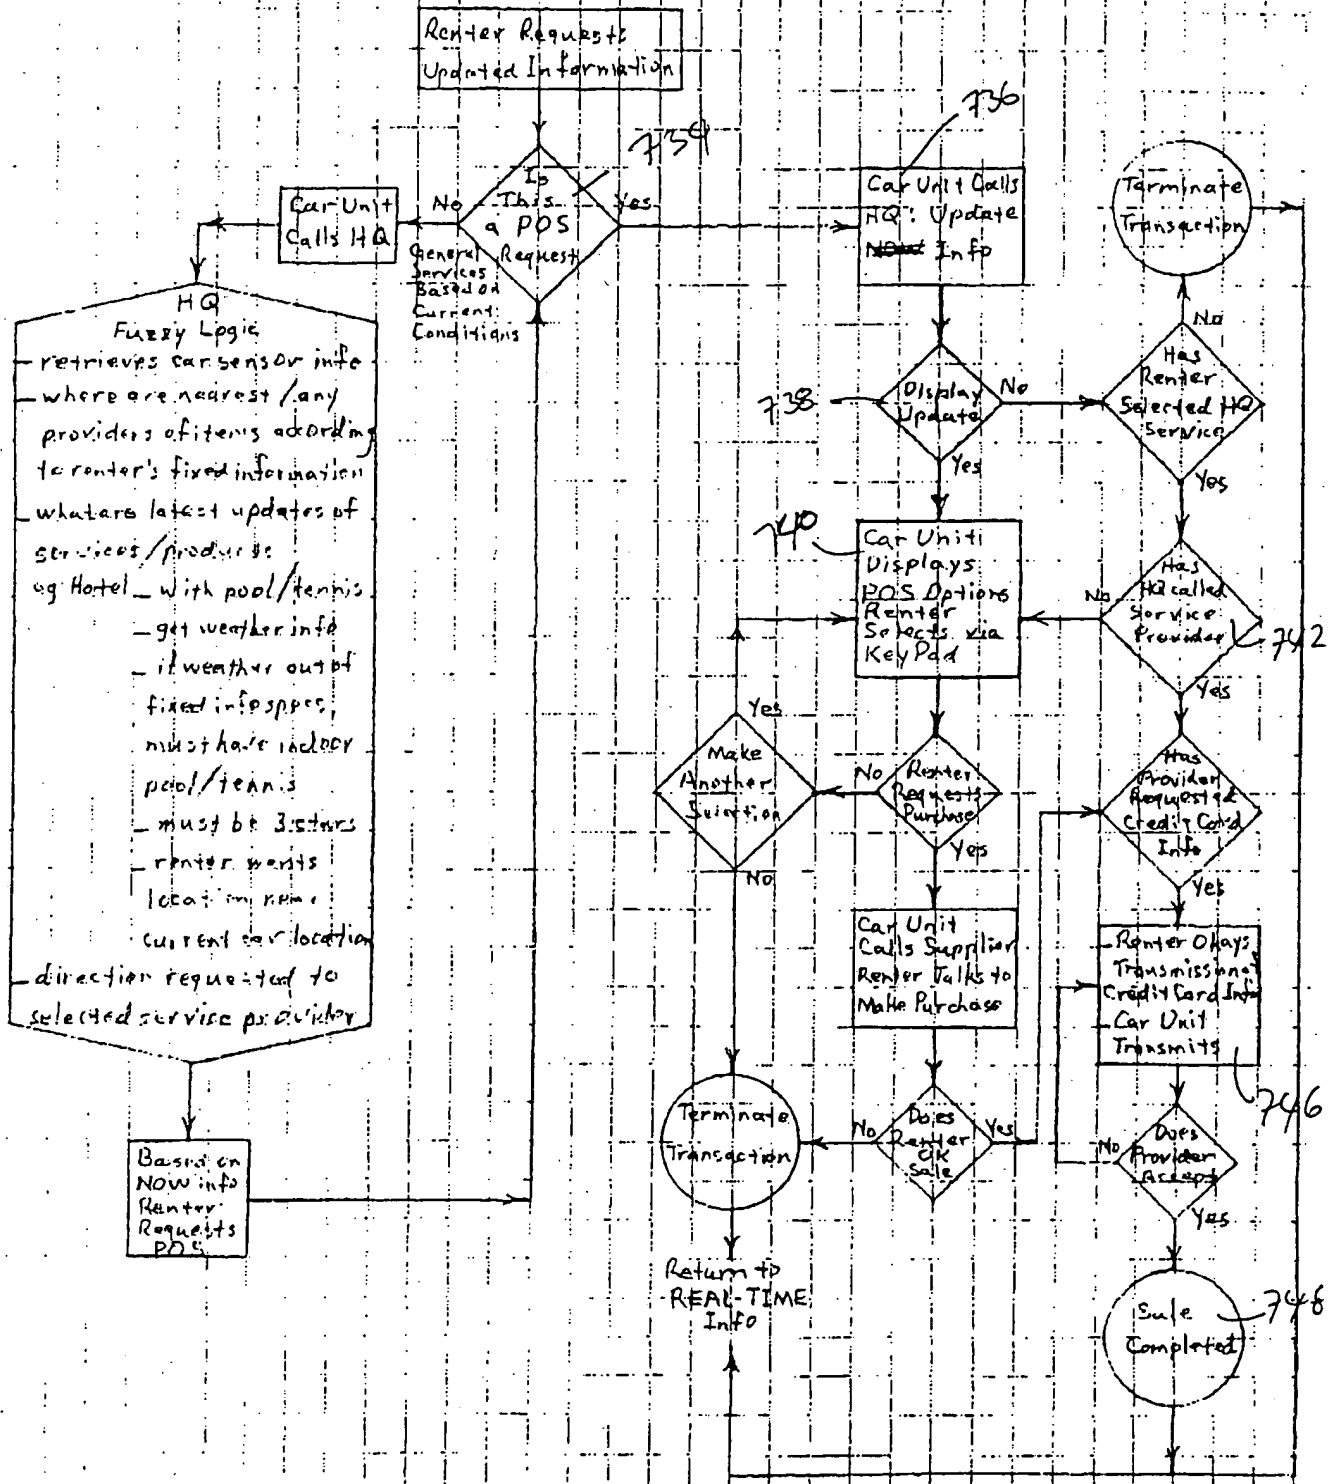 Renter Requests
Updated Information
734
Is
This
a POS
Request
No
Yes
General
Services
Based on
Current
Conditions
Car Unit
Calls HQ
HQ
Fuzzy Logic
- retrieves car sensor info
- where are nearest/any
providers of items according
to renter's fixed information
- what are latest updates of
services/products
eg Hotel - with pool/tennis
- get weather info
- if weather out of
fixed info specs,
must have indoor
pool/tennis
- must be 3 stars
- renter wants
location near
current car location
- direction requested to
selected service provider
Based on
NOW info
Renter
Requests
POS
736
Car Unit Calls
HQ: Update
Info
738
Display
Update
No
Yes
740
Car Unit
Displays
POS Options
Renter
Selects via
KeyPad
Renter
Requests
Purchase
No
Yes
Make
Another
Selection
Yes
No
Car Unit
Calls Supplier
Renter Talks to
Make Purchase
Does
Renter
OK
Sale
No
Yes
Terminate
Transaction
Return to
REAL-TIME
Info
Terminate
Transaction
No
Has
Renter
Selected HQ
Service
Yes
Has
HQ called
Service
Provider
742
No
Yes
Has
Provider
Requested
Credit Card
Info
Yes
- Renter Okays
Transmission of
Credit Card Info
- Car Unit
Transmits
746
Does
Provider
Accept
No
Yes
Sale
Completed
748